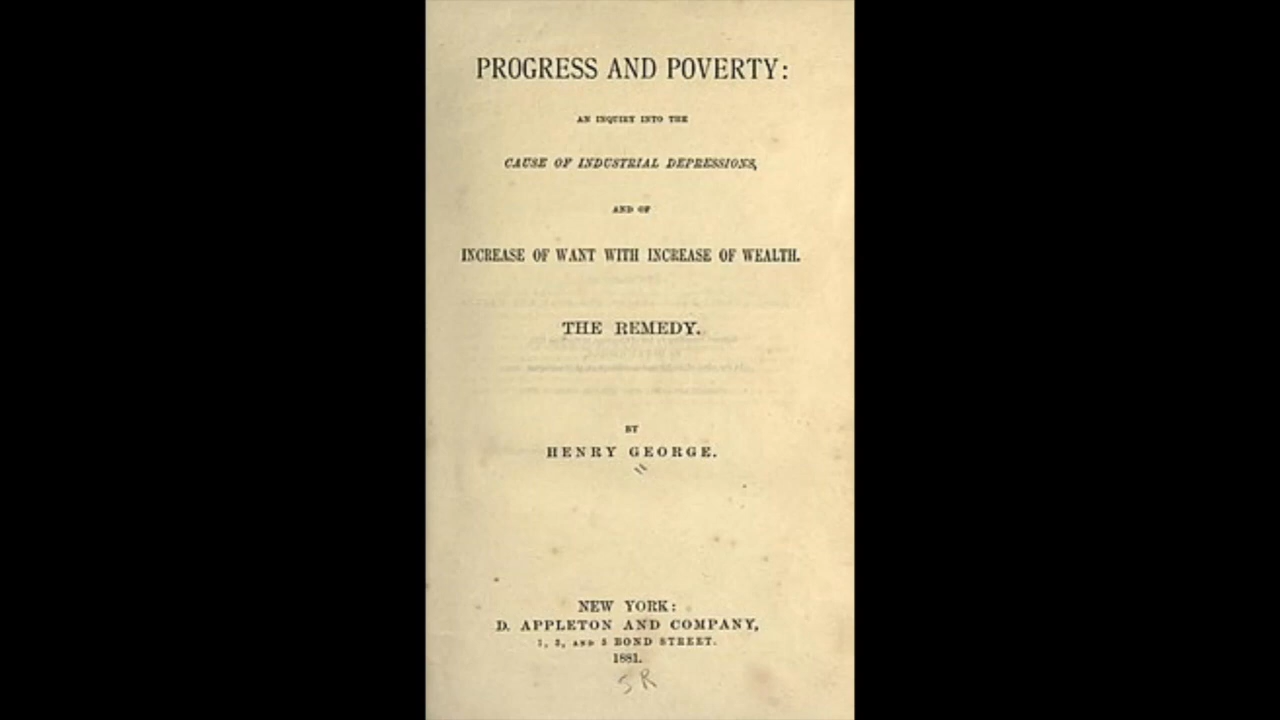 PROGRESS AND POVERTY:
AN INQUIRY INTO THE
CAUSE OF INDUSTRIAL DEPRESSIONS,
AND OF
INCREASE OF WANT WITH INCREASE OF WEALTH.
THE REMEDY.
BY
HENRY GEORGE.
NEW YORK:
D. APPLETON AND COMPANY,
1, 3, AND 5 BOND STREET.
1881.
SR